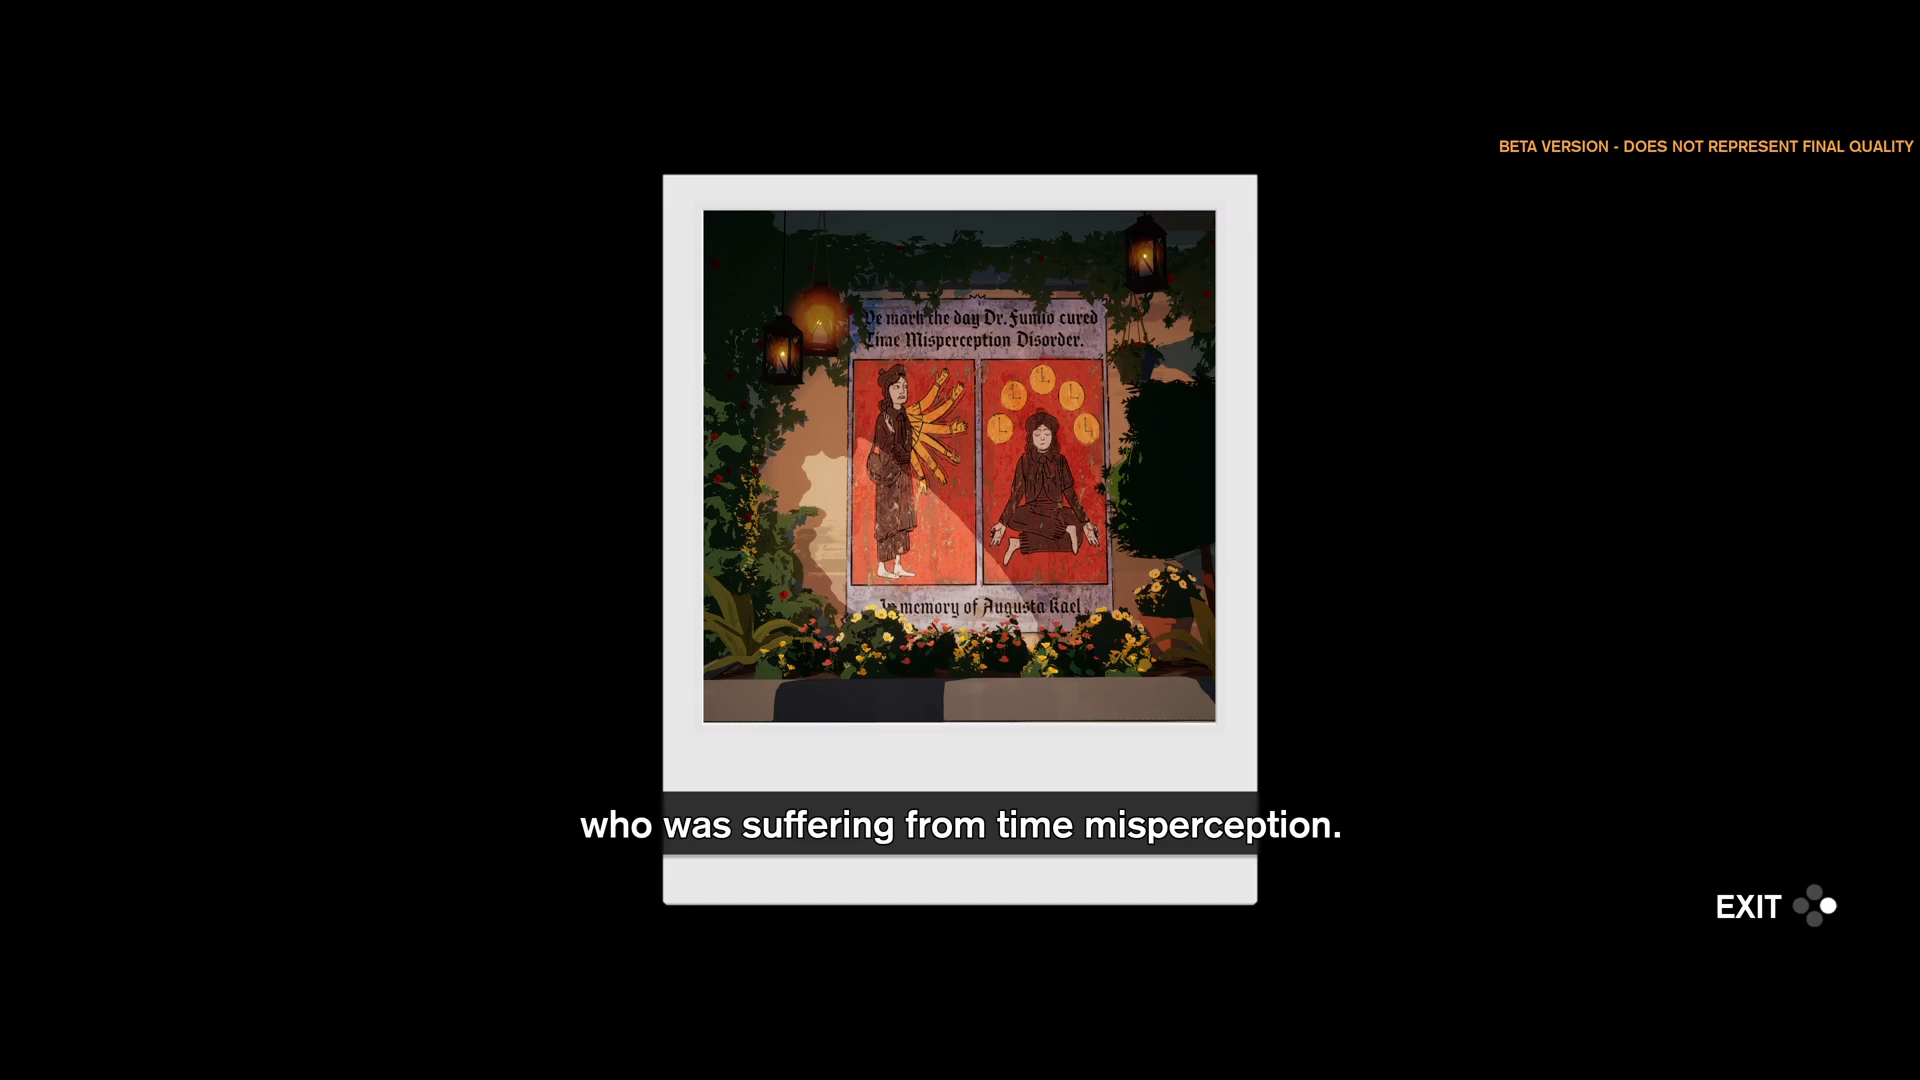 BETA VERSION - DOES NOT REPRESENT FINAL QUALITY
We mark the day Dr. Fumio cured
Time Misperception Disorder.
In memory of Augusta Kael
who was suffering from time misperception.
EXIT